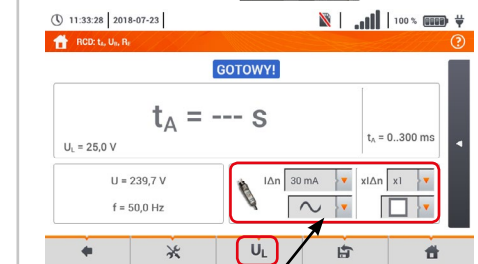 11:33:28 2018-07-23 100 %
RCD: tA, UB, RE
GOTOWY!
tA = --- s
UL = 25,0 V
tA = 0..300 ms
U = 239,7 V
f = 50,0 Hz
IΔn 30 mA xIΔn x1
UL